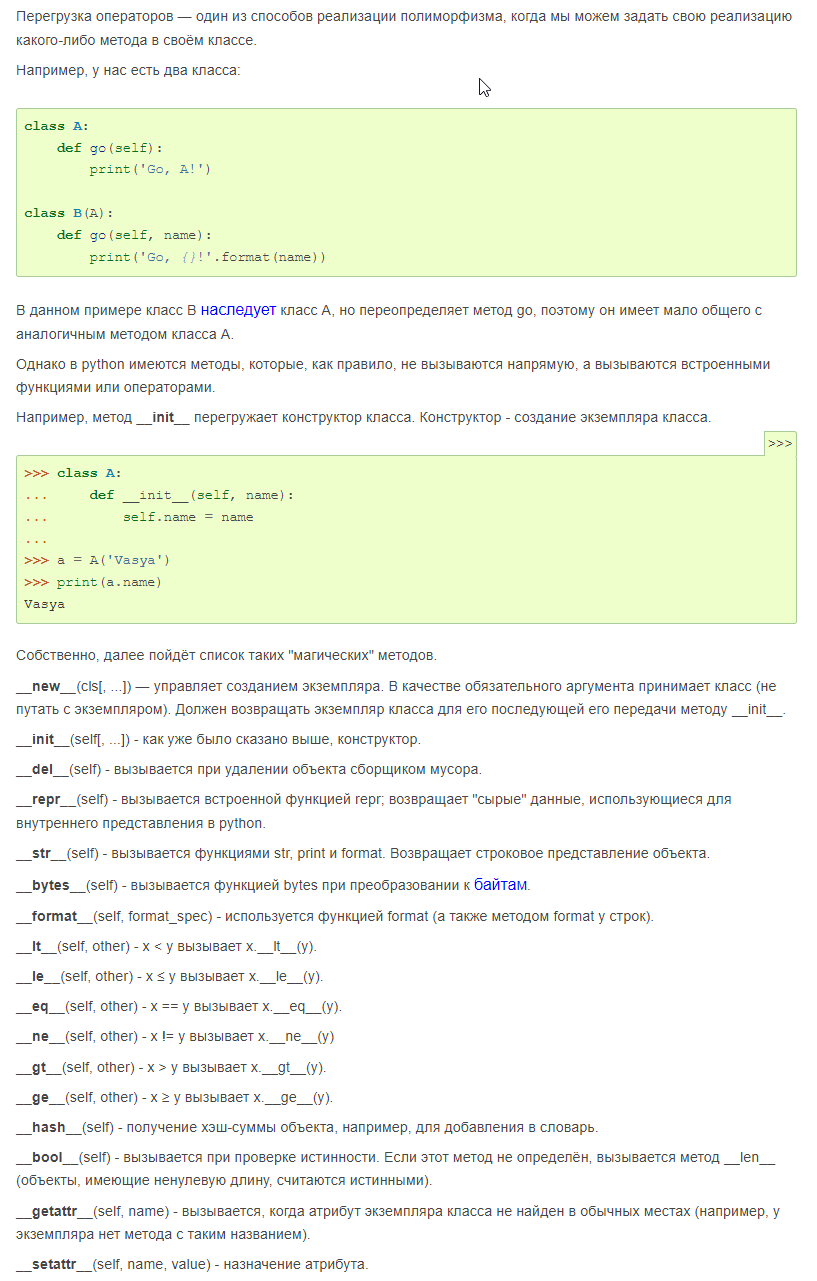 Перегрузка операторов — один из способов реализации полиморфизма, когда мы можем задать свою реализацию
какого-либо метода в своём классе.
Например, у нас есть два класса:
class A:
    def go(self):
        print('Go, A!')
class B(A):
    def go(self, name):
        print('Go, {}!'.format(name))
В данном примере класс B наследует класс A, но переопределяет метод go, поэтому он имеет мало общего с
аналогичным методом класса A.
Однако в python имеются методы, которые, как правило, не вызываются напрямую, а вызываются встроенными
функциями или операторами.
Например, метод __init__ перегружает конструктор класса. Конструктор - создание экземпляра класса.
>>>
>>> class A:
...     def __init__(self, name):
...         self.name = name
...
>>> a = A('Vasya')
>>> print(a.name)
Vasya
Собственно, далее пойдёт список таких "магических" методов.
__new__(cls[, ...]) — управляет созданием экземпляра. В качестве обязательного аргумента принимает класс (не
путать с экземпляром). Должен возвращать экземпляр класса для его последующей его передачи методу __init__.
__init__(self[, ...]) - как уже было сказано выше, конструктор.
__del__(self) - вызывается при удалении объекта сборщиком мусора.
__repr__(self) - вызывается встроенной функцией repr; возвращает "сырые" данные, использующиеся для
внутреннего представления в python.
__str__(self) - вызывается функциями str, print и format. Возвращает строковое представление объекта.
__bytes__(self) - вызывается функцией bytes при преобразовании к байтам.
__format__(self, format_spec) - используется функцией format (а также методом format у строк).
__lt__(self, other) - x < y вызывает x.__lt__(y).
__le__(self, other) - x ≤ y вызывает x.__le__(y).
__eq__(self, other) - x == y вызывает x.__eq__(y).
__ne__(self, other) - x != y вызывает x.__ne__(y)
__gt__(self, other) - x > y вызывает x.__gt__(y).
__ge__(self, other) - x ≥ y вызывает x.__ge__(y).
__hash__(self) - получение хэш-суммы объекта, например, для добавления в словарь.
__bool__(self) - вызывается при проверке истинности. Если этот метод не определён, вызывается метод __len__
(объекты, имеющие ненулевую длину, считаются истинными).
__getattr__(self, name) - вызывается, когда атрибут экземпляра класса не найден в обычных местах (например, у
экземпляра нет метода с таким названием).
__setattr__(self, name, value) - назначение атрибута.